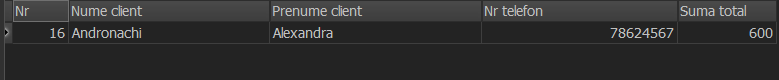 Nr Nume client Prenume client Nr telefon Suma total
16 Andronachi Alexandra 78624567 600